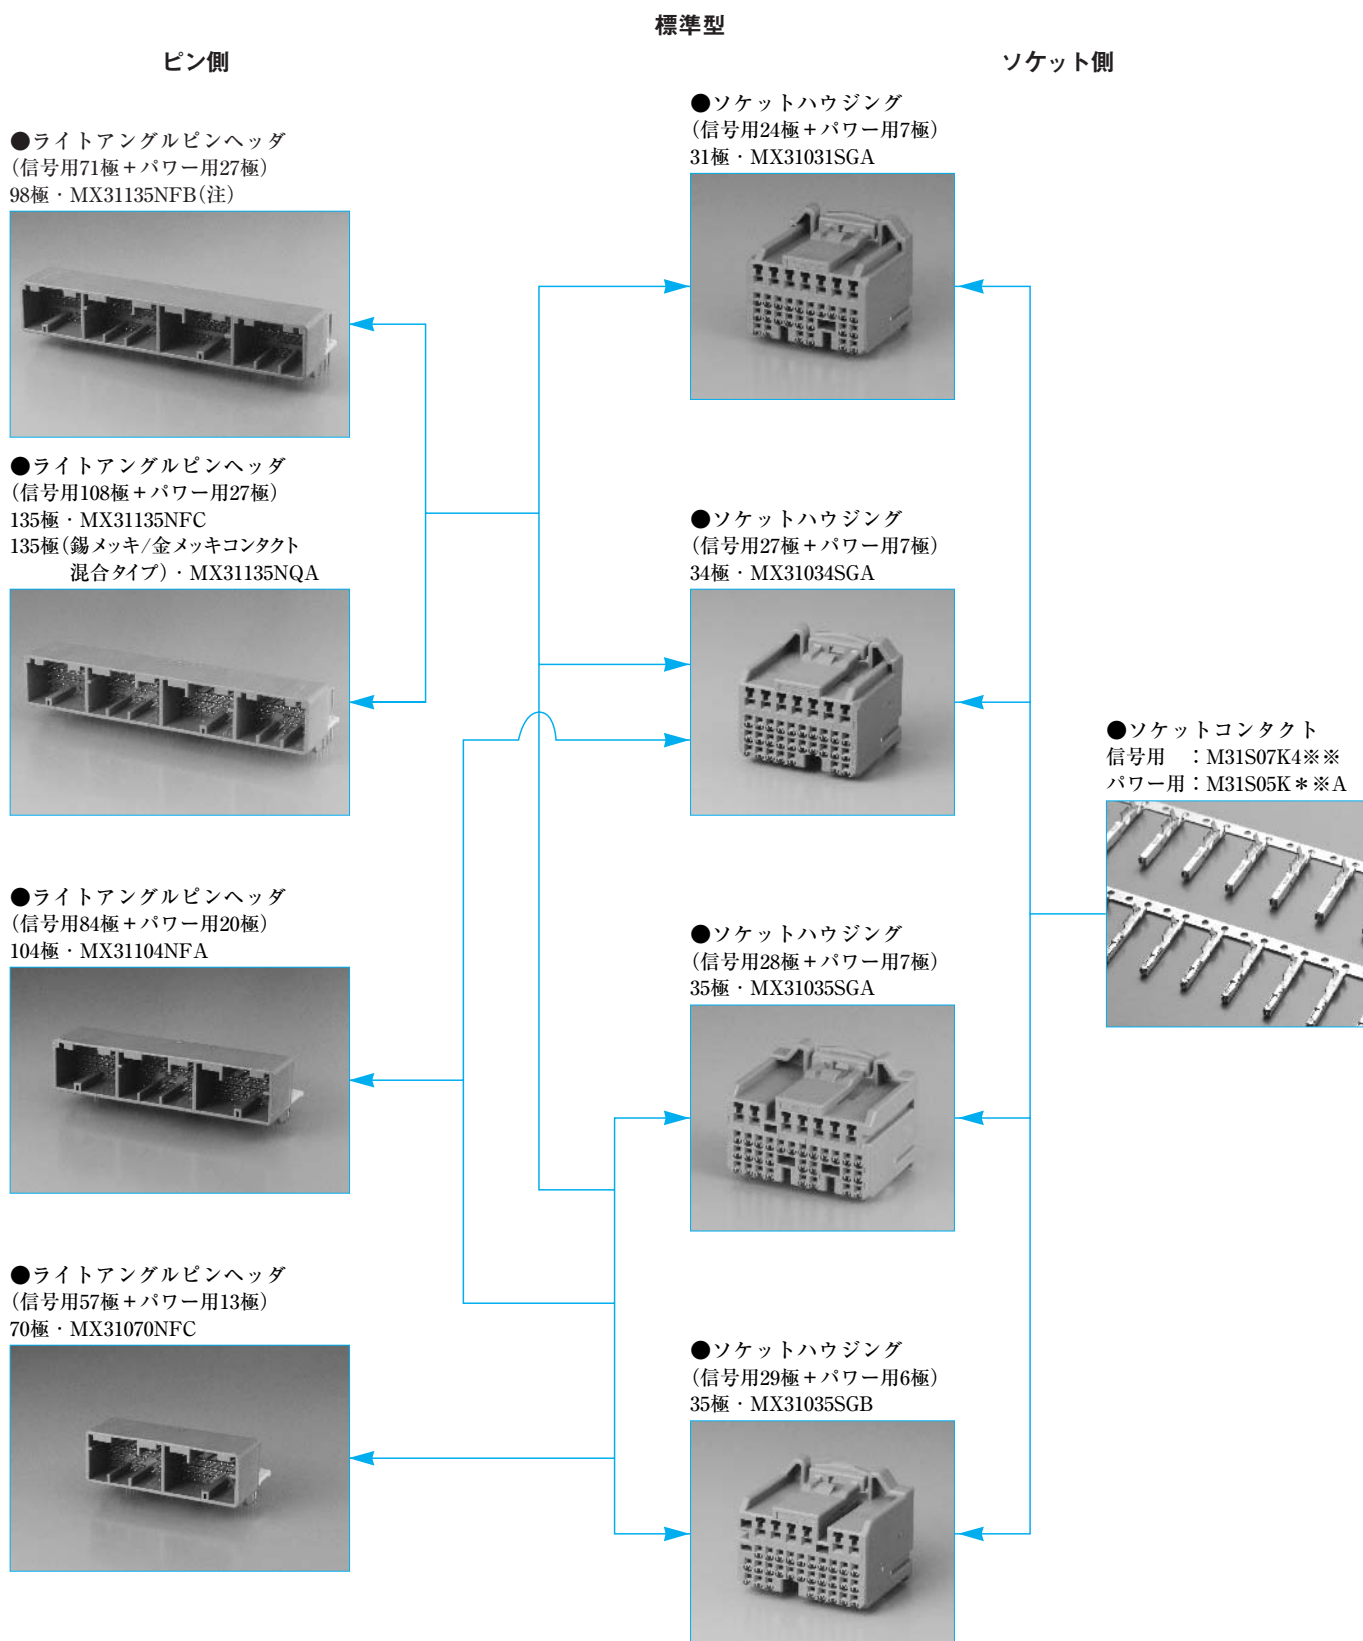 標準型
ピン側
ソケット側
●ライトアングルピンヘッダ
(信号用71極+パワー用27極)
98極・MX31135NFB(注)
●ライトアングルピンヘッダ
(信号用108極+パワー用27極)
135極・MX31135NFC
135極(錫メッキ/金メッキコンタクト
混合タイプ)・MX31135NQA
●ライトアングルピンヘッダ
(信号用84極+パワー用20極)
104極・MX31104NFA
●ライトアングルピンヘッダ
(信号用57極+パワー用13極)
70極・MX31070NFC
●ソケットハウジング
(信号用24極+パワー用7極)
31極・MX31031SGA
●ソケットハウジング
(信号用27極+パワー用7極)
34極・MX31034SGA
●ソケットハウジング
(信号用28極+パワー用7極)
35極・MX31035SGA
●ソケットハウジング
(信号用29極+パワー用6極)
35極・MX31035SGB
●ソケットコンタクト
信号用 :M31S07K4※※
パワー用:M31S05K*※A